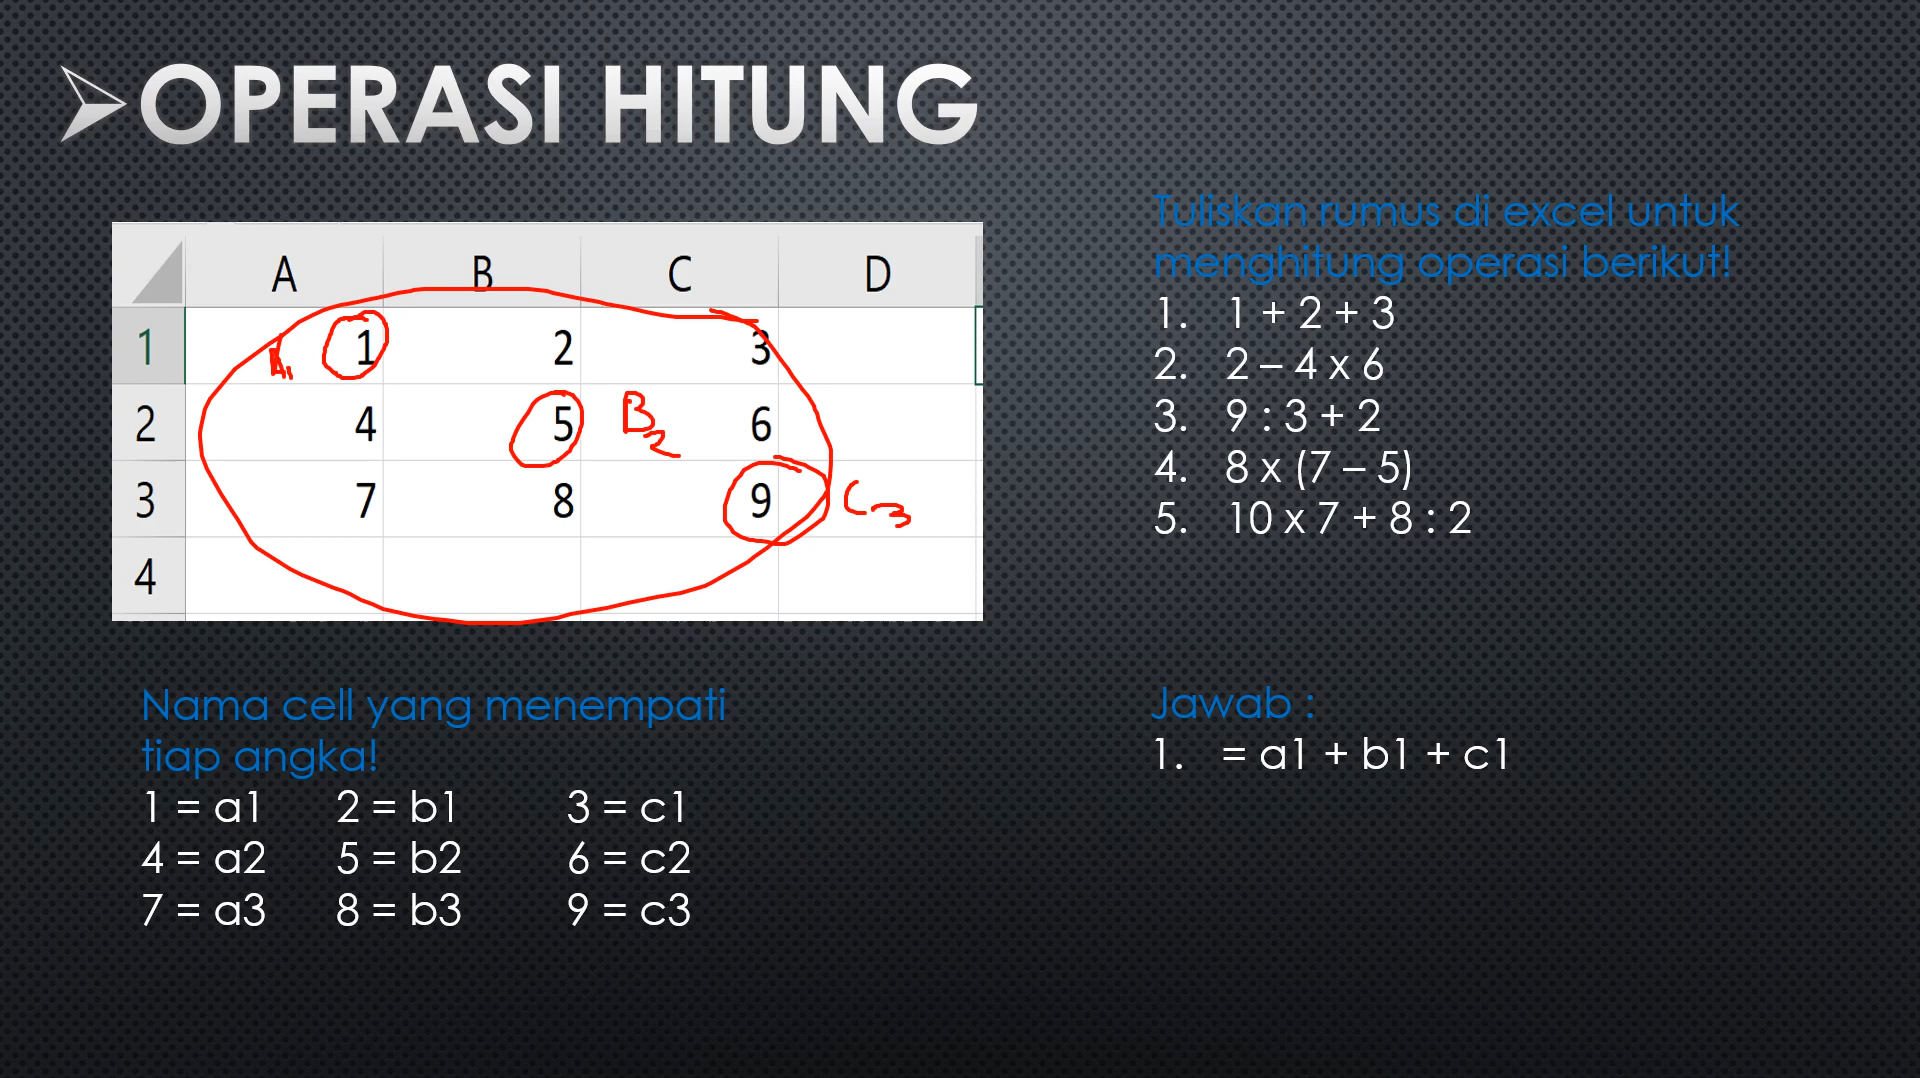 ➢OPERASI HITUNG
A B C D
1 1 2 3
A1
2 4 5 6
B2
3 7 8 9
C3
4
Tuliskan rumus di excel untuk
menghitung operasi berikut!
1. 1 + 2 + 3
2. 2 – 4 x 6
3. 9 : 3 + 2
4. 8 x (7 – 5)
5. 10 x 7 + 8 : 2
Nama cell yang menempati
tiap angka!
1 = a1 2 = b1 3 = c1
4 = a2 5 = b2 6 = c2
7 = a3 8 = b3 9 = c3
Jawab :
1. = a1 + b1 + c1